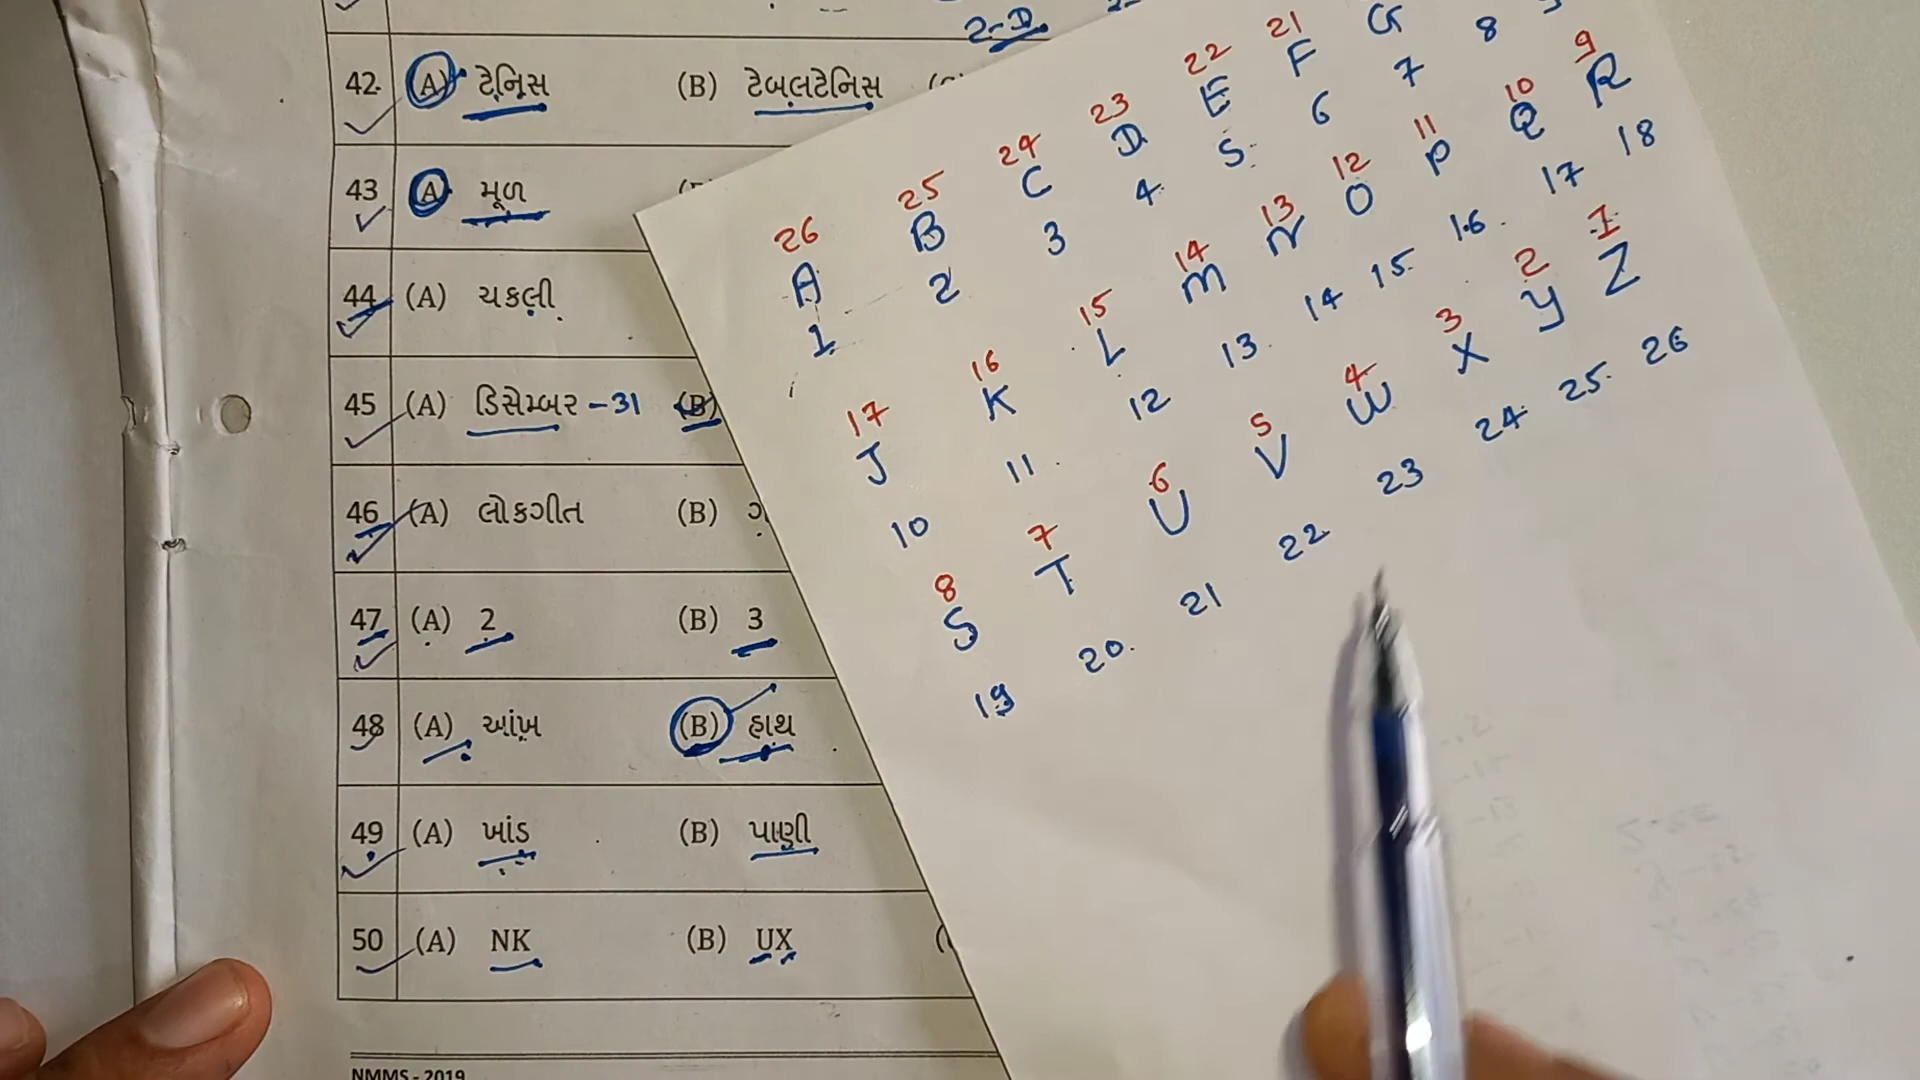 2-D.
42. (A) ટેનિસ (B) ટેબલટેનિસ
43 A મૂળ
44 (A) ચકલી
45 (A) ડિસેમ્બર - 31 (B)
46 (A) લોકગીત (B)
47 (A) 2 (B) 3
48 (A) આંખ (B) હાથ
49 (A) ખાંડ (B) પાણી
50 (A) NK (B) UX
NMMS - 2019
26 25 24 23 22 21
A B C D E F G
1 2 3 4 5 6 7 8
17 16 15 14 13 12 11 10 9
J K L M N O P Q R
10 11 12 13 14 15 16 17 18
8 7 6 5 4 3 2 1
S T U V W X Y Z
19 20 21 22 23 24 25 26